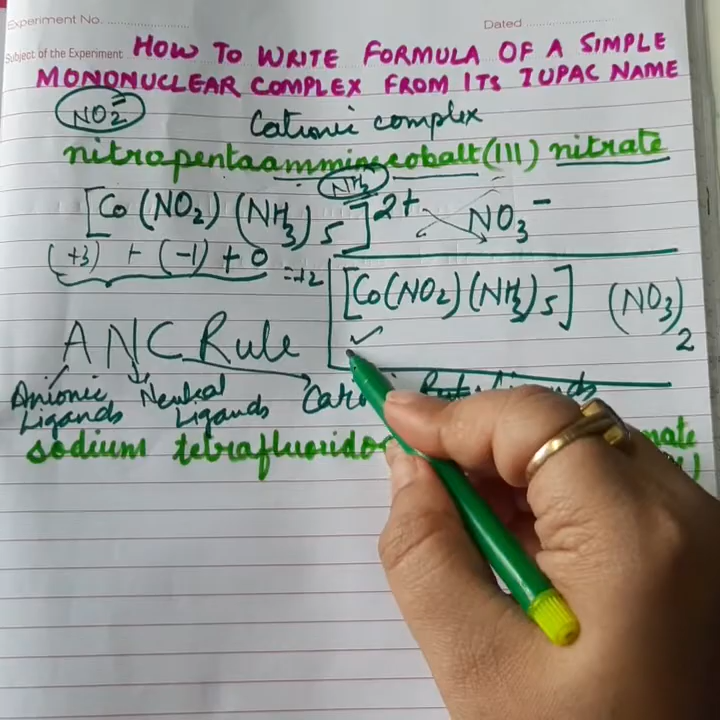 Experiment No.
Dated
Subject of the Experiment HOW TO WRITE FORMULA OF A SIMPLE
MONONUCLEAR COMPLEX FROM ITS IUPAC NAME
NO2⁻
Cationic complex
nitropentaamminecobalt(III) nitrate
NH3
[Co(NO2)(NH3)5]2+ NO3⁻
(+3) + (-1) + 0 = +2
[Co(NO2)(NH3)5] (NO3)2
ANC Rule ✓
Anionic Ligands
Neutral Ligands
sodium tetrafluorido